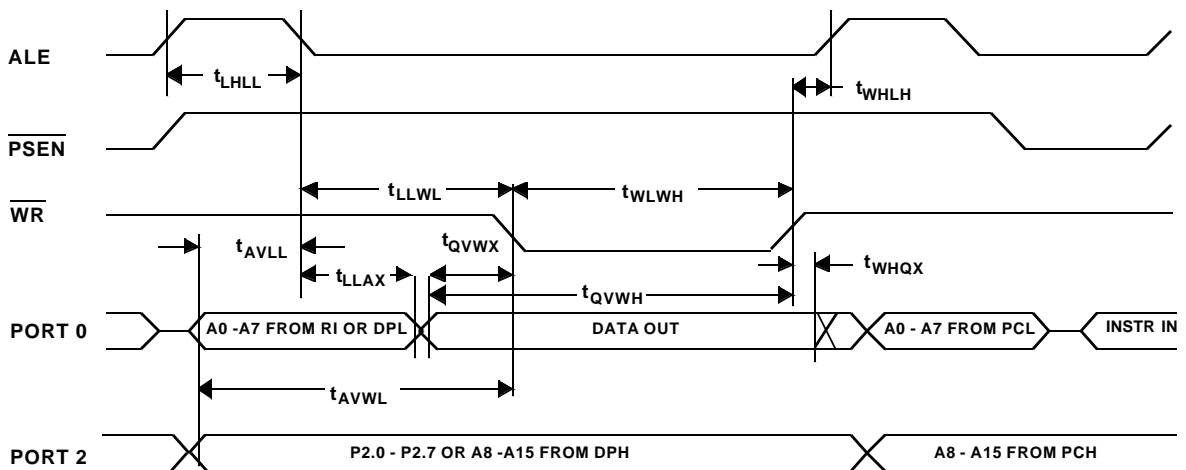 ALE
tLHLL
tWHLH
PSEN
tLLWL
tWLWH
WR
tAVLL
tQVWX
tWHQX
tLLAX
tQVWH
PORT 0
A0 -A7 FROM RI OR DPL
DATA OUT
A0 - A7 FROM PCL
INSTR IN
tAVWL
PORT 2
P2.0 - P2.7 OR A8 -A15 FROM DPH
A8 - A15 FROM PCH